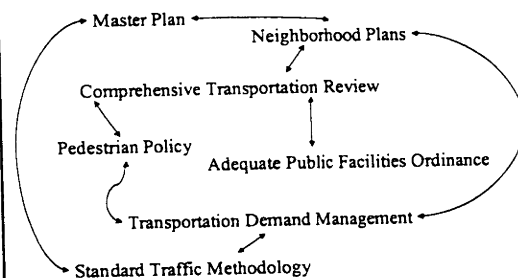 Master Plan
Neighborhood Plans
Comprehensive Transportation Review
Pedestrian Policy
Adequate Public Facilities Ordinance
Transportation Demand Management
Standard Traffic Methodology